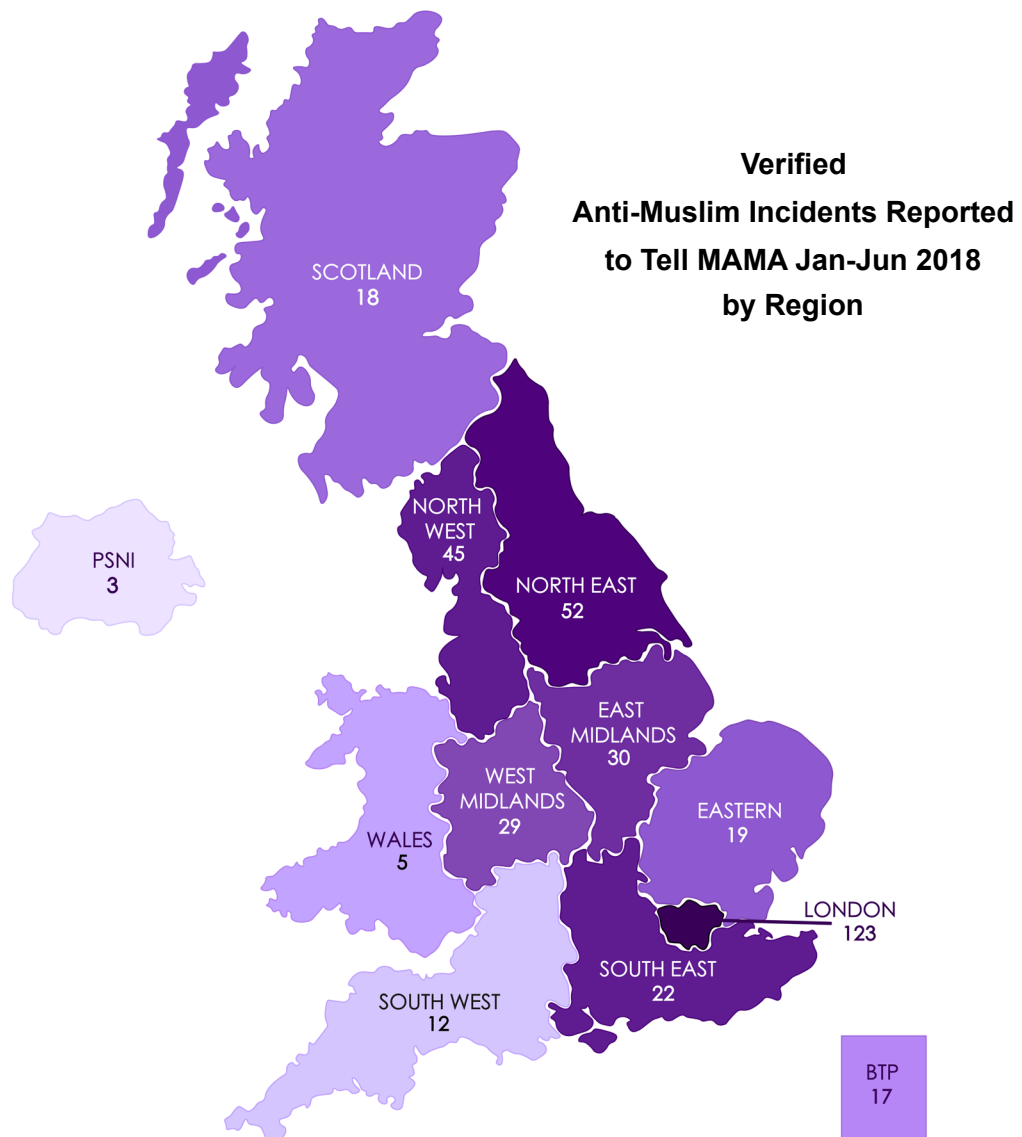 Verified
Anti-Muslim Incidents Reported
to Tell MAMA Jan-Jun 2018
by Region
SCOTLAND
18
NORTH
WEST
45
PSNI
3
NORTH EAST
52
EAST
MIDLANDS
30
WEST
MIDLANDS
29
EASTERN
19
WALES
5
LONDON
123
SOUTH EAST
22
SOUTH WEST
12
BTP
17